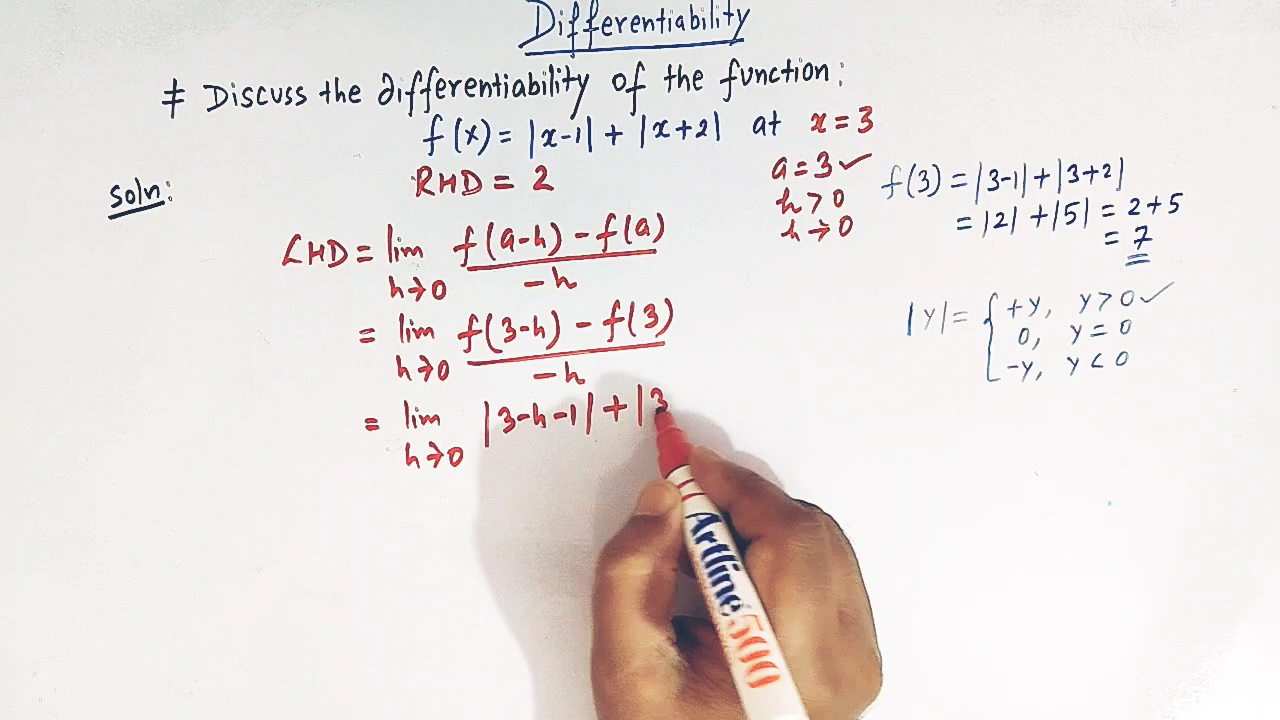 Differentiability
≠ Discuss the differentiability of the function:
f(x) = |x-1| + |x+2| at x = 3
Soln:
RHD = 2
a = 3 ✓
h > 0
h → 0
f(3) = |3-1| + |3+2|
= |2| + |5| = 2+5
= 7
LHD = lim h→0 f(a-h) - f(a) / -h
= lim h→0 f(3-h) - f(3) / -h
= lim h→0 |3-h-1| + |3
|y| = { +y, y>0 ✓
0, y = 0
-y, y < 0
Artline 500